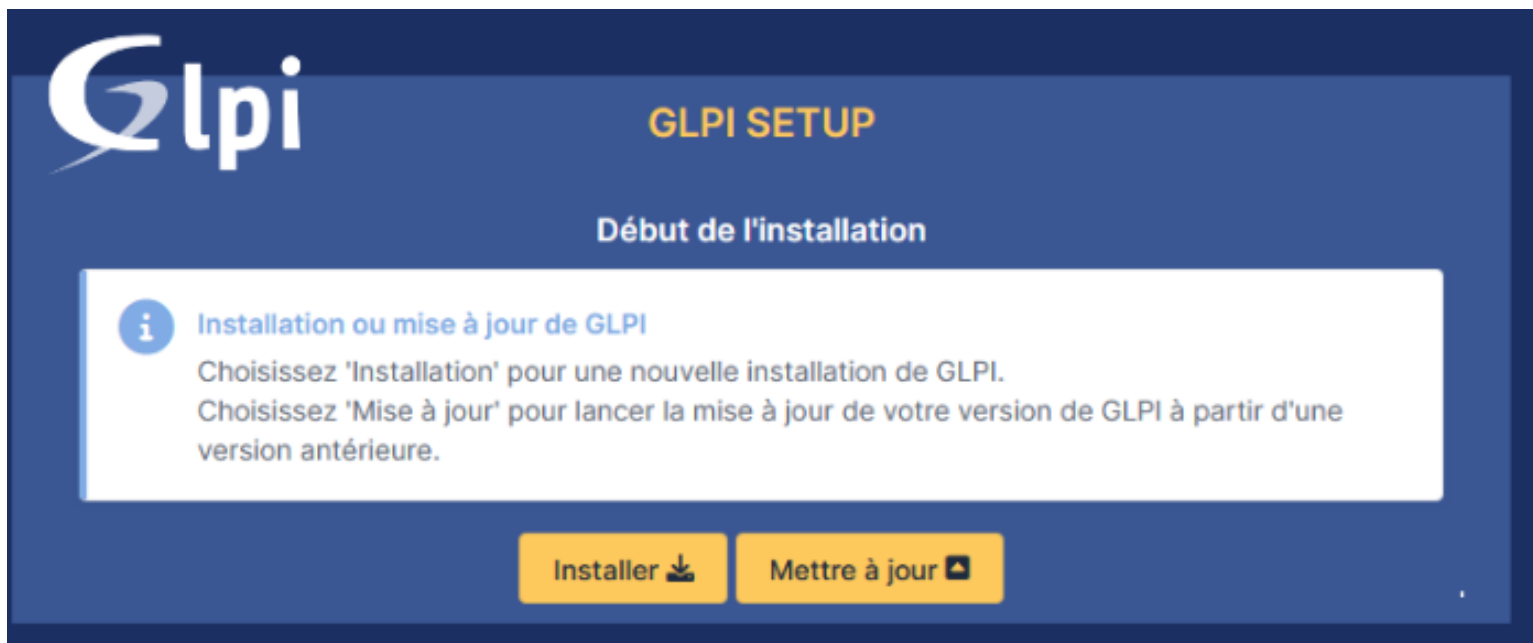 Glpi
GLPI SETUP
Début de l'installation
Installation ou mise à jour de GLPI
Choisissez 'Installation' pour une nouvelle installation de GLPI.
Choisissez 'Mise à jour' pour lancer la mise à jour de votre version de GLPI à partir d'une
version antérieure.
Installer
Mettre à jour